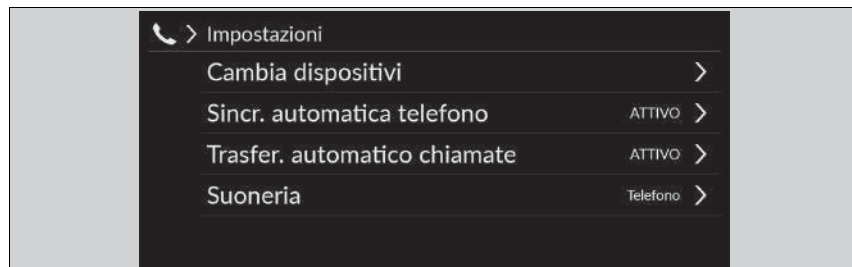 Impostazioni
Cambia dispositivi
Sincr. automatica telefono ATTIVO
Trasfer. automatico chiamate ATTIVO
Suoneria Telefono